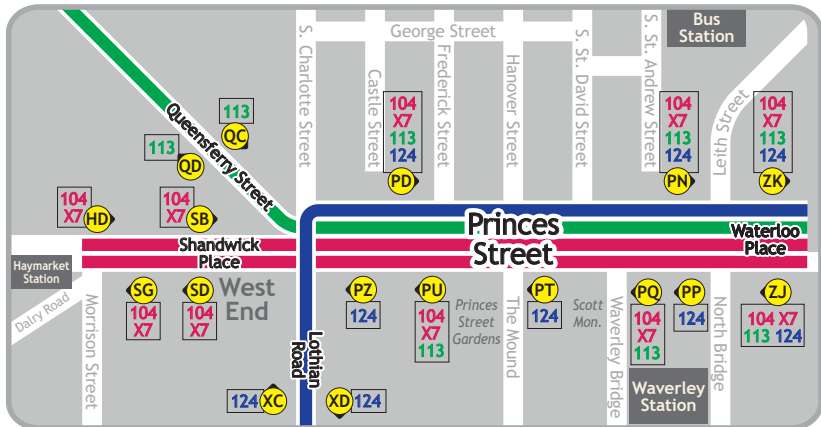 S. Charlotte Street
George Street
Castle Street
Frederick Street
Hanover Street
S. St. David Street
S. St. Andrew Street
Bus
Station
Leith Street
113
QC
113
QD
Queensferry Street
104
X7
HD
104
X7
SB
104
X7
113
124
PD
104
X7
113
124
PN
104
X7
113
124
ZK
Princes
Street
Waterloo
Place
Shandwick
Place
Haymarket
Station
Dalry Road
Morrison Street
SG
104
X7
SD
104
X7
West
End
Lothian
Road
PZ
124
PU
104
X7
113
Princes
Street
Gardens
The Mound
PT
124
Scott
Mon.
Waverley Bridge
PQ
104
X7
113
PP
124
North Bridge
ZJ
104 X7
113 124
Waverley
Station
124 XC
XD 124